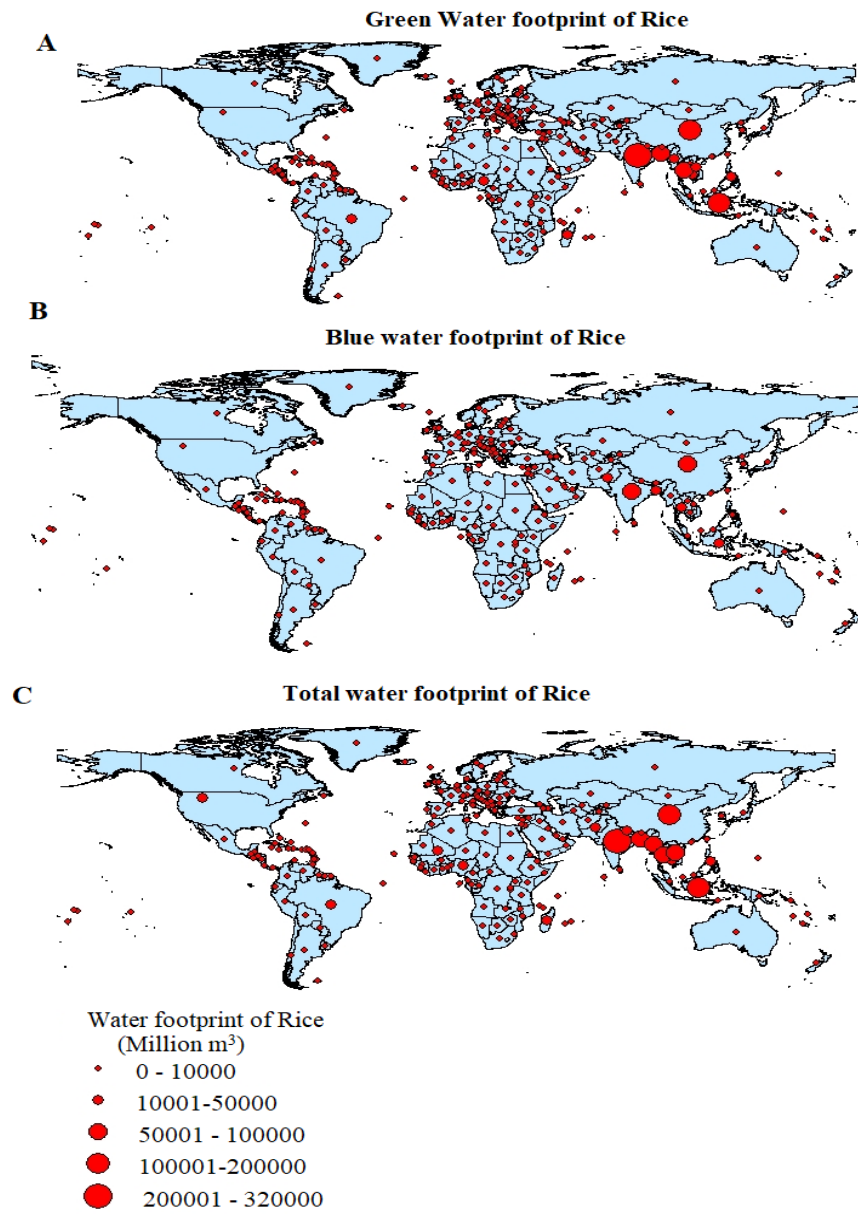 Green Water footprint of Rice
A
B
Blue water footprint of Rice
C
Total water footprint of Rice
Water footprint of Rice
(Million m³)
0 - 10000
10001-50000
50001 - 100000
100001-200000
200001 - 320000